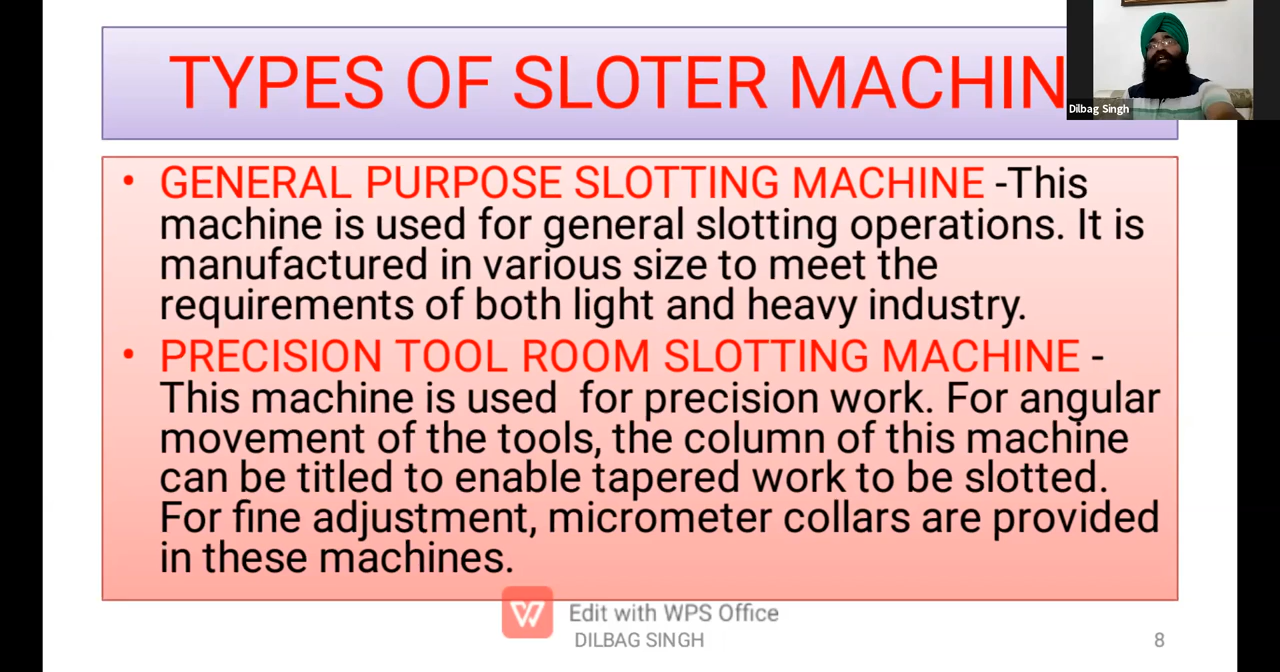 TYPES OF SLOTER MACHIN
Dilbag Singh
• GENERAL PURPOSE SLOTTING MACHINE -This
machine is used for general slotting operations. It is
manufactured in various size to meet the
requirements of both light and heavy industry.
• PRECISION TOOL ROOM SLOTTING MACHINE -
This machine is used  for precision work. For angular
movement of the tools, the column of this machine
can be titled to enable tapered work to be slotted.
For fine adjustment, micrometer collars are provided
in these machines.
Edit with WPS Office
DILBAG SINGH
8